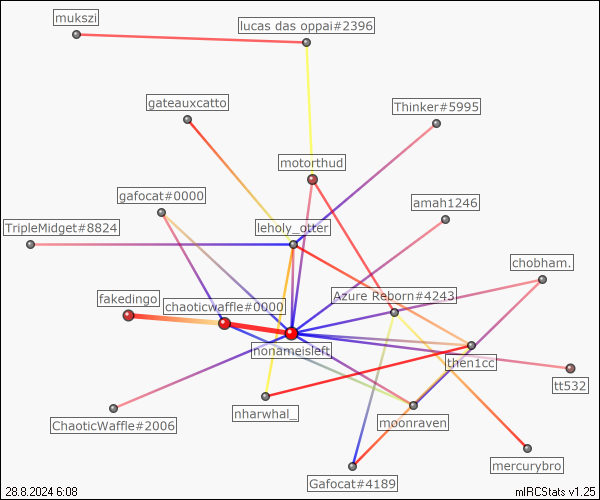 mukszi
lucas das oppai#2396
gateauxcatto
Thinker#5995
motorthud
gafocat#0000
amah1246
TripleMidget#8824
leholy_otter
chobham.
fakedingo
chaoticwaffle#0000
Azure Reborn#4243
nonameisleft
then1cc
tt532
ChaoticWaffle#2006
nharwhal_
moonraven
mercurybro
Gafocat#4189
28.8.2024 6:08
mIRCStats v1.25